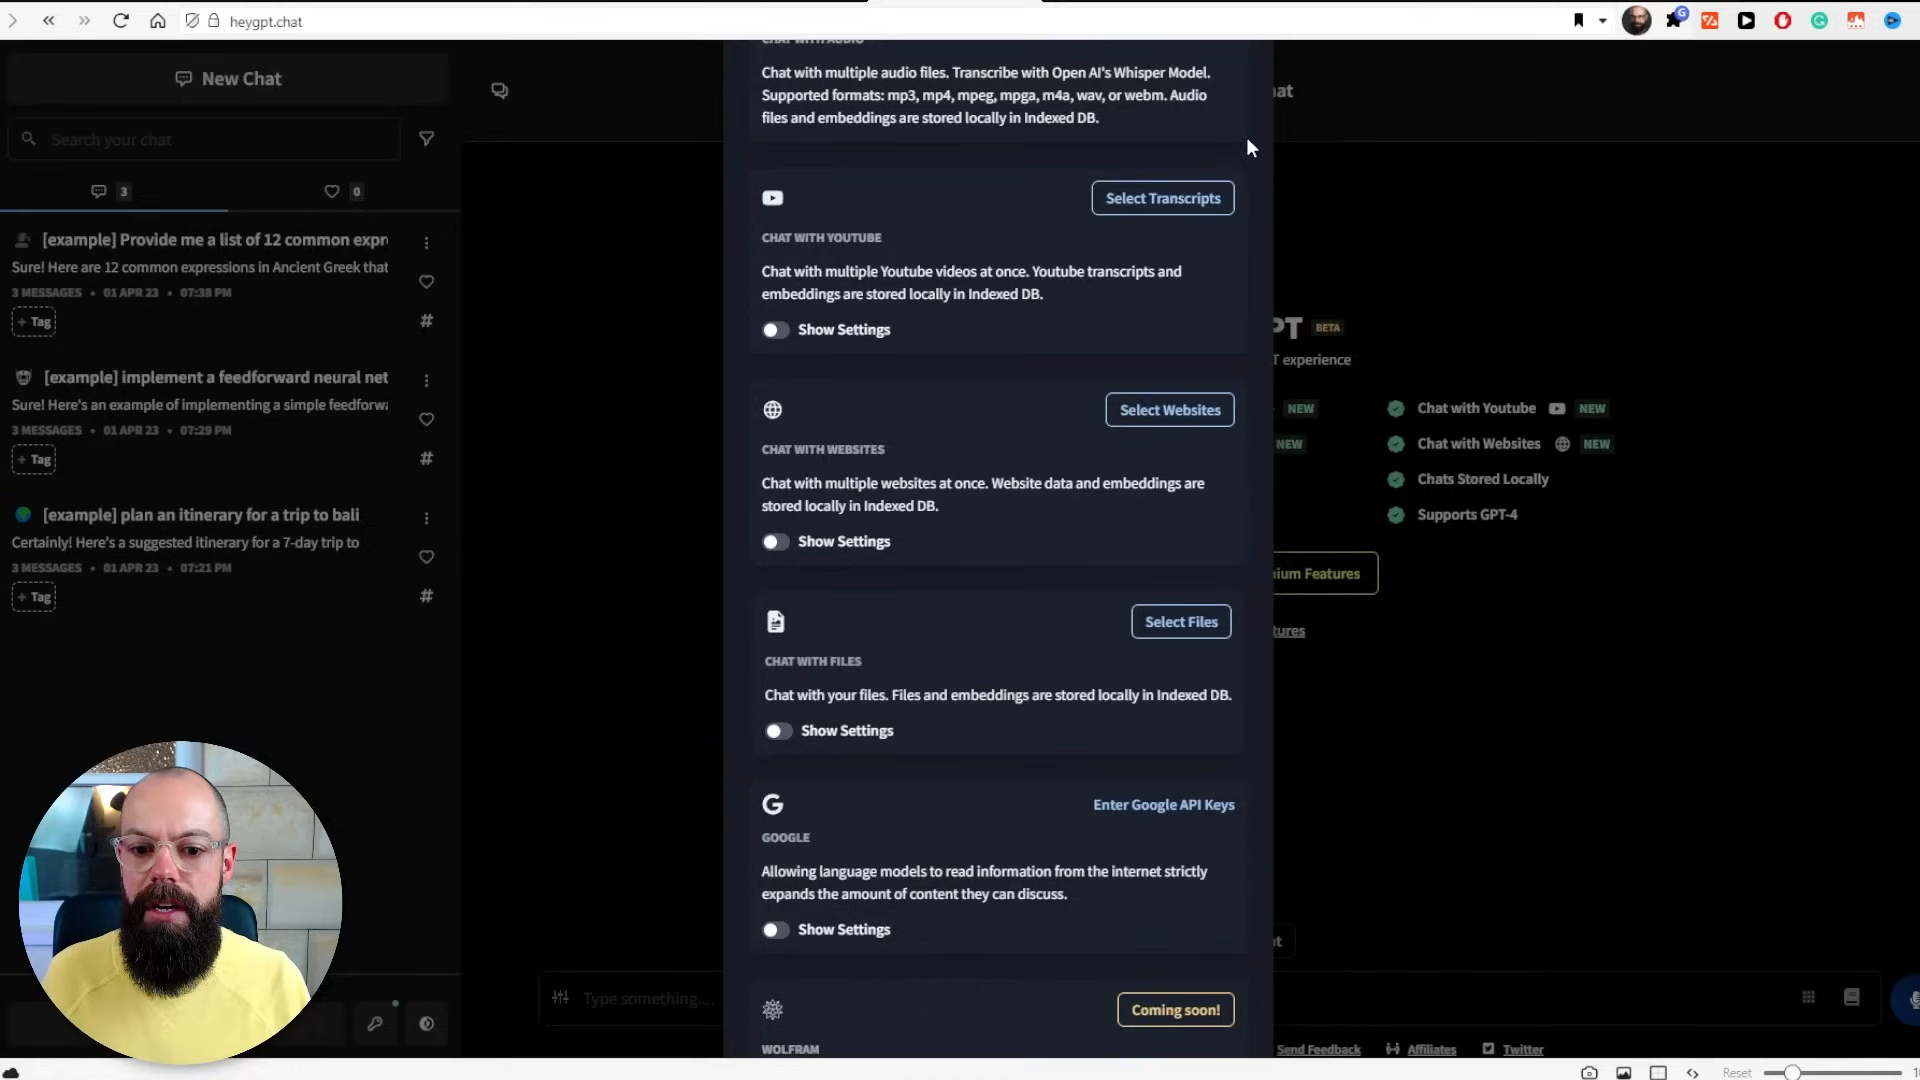 heygpt.chat
New Chat
Search your chat
3
0
[example] Provide me a list of 12 common expr
Sure! Here are 12 common expressions in Ancient Greek that
3 MESSAGES • 01 APR 23 • 07:38 PM
+ Tag
#
[example] implement a feedforward neural net
Sure! Here's an example of implementing a simple feedforwa
3 MESSAGES • 01 APR 23 • 07:29 PM
+ Tag
#
[example] plan an itinerary for a trip to bali
Certainly! Here's a suggested itinerary for a 7-day trip to
3 MESSAGES • 01 APR 23 • 07:21 PM
+ Tag
#
CHAT WITH AUDIO
Chat with multiple audio files. Transcribe with Open AI's Whisper Model.
Supported formats: mp3, mp4, mpeg, mpga, m4a, wav, or webm. Audio
files and embeddings are stored locally in Indexed DB.
Select Transcripts
CHAT WITH YOUTUBE
Chat with multiple Youtube videos at once. Youtube transcripts and
embeddings are stored locally in Indexed DB.
Show Settings
Select Websites
CHAT WITH WEBSITES
Chat with multiple websites at once. Website data and embeddings are
stored locally in Indexed DB.
Show Settings
Select Files
CHAT WITH FILES
Chat with your files. Files and embeddings are stored locally in Indexed DB.
Show Settings
Enter Google API Keys
GOOGLE
Allowing language models to read information from the internet strictly
expands the amount of content they can discuss.
Show Settings
Coming soon!
WOLFRAM
hat
PT BETA
T experience
NEW
Chat with Youtube NEW
NEW
Chat with Websites NEW
Chats Stored Locally
Supports GPT-4
ium Features
tures
at
Type something....
Send Feedback Affiliates Twitter
Reset